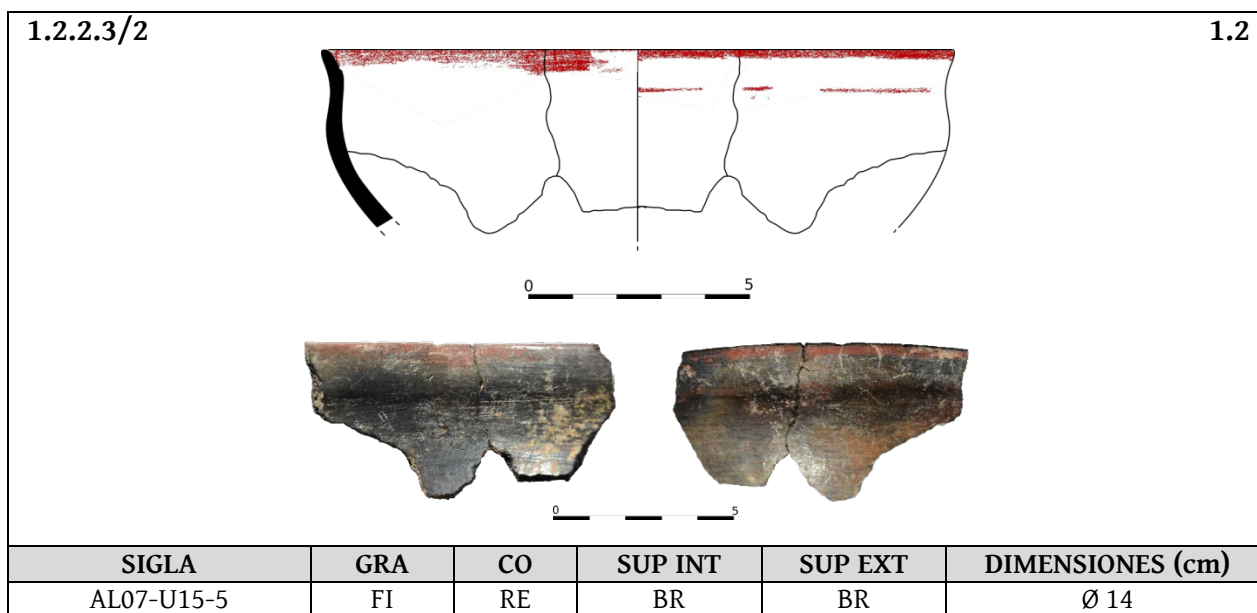 1.2.2.3/2 1.2
0 5
0 5
SIGLA GRA CO SUP INT SUP EXT DIMENSIONES (cm)
AL07-U15-5 FI RE BR BR Ø 14